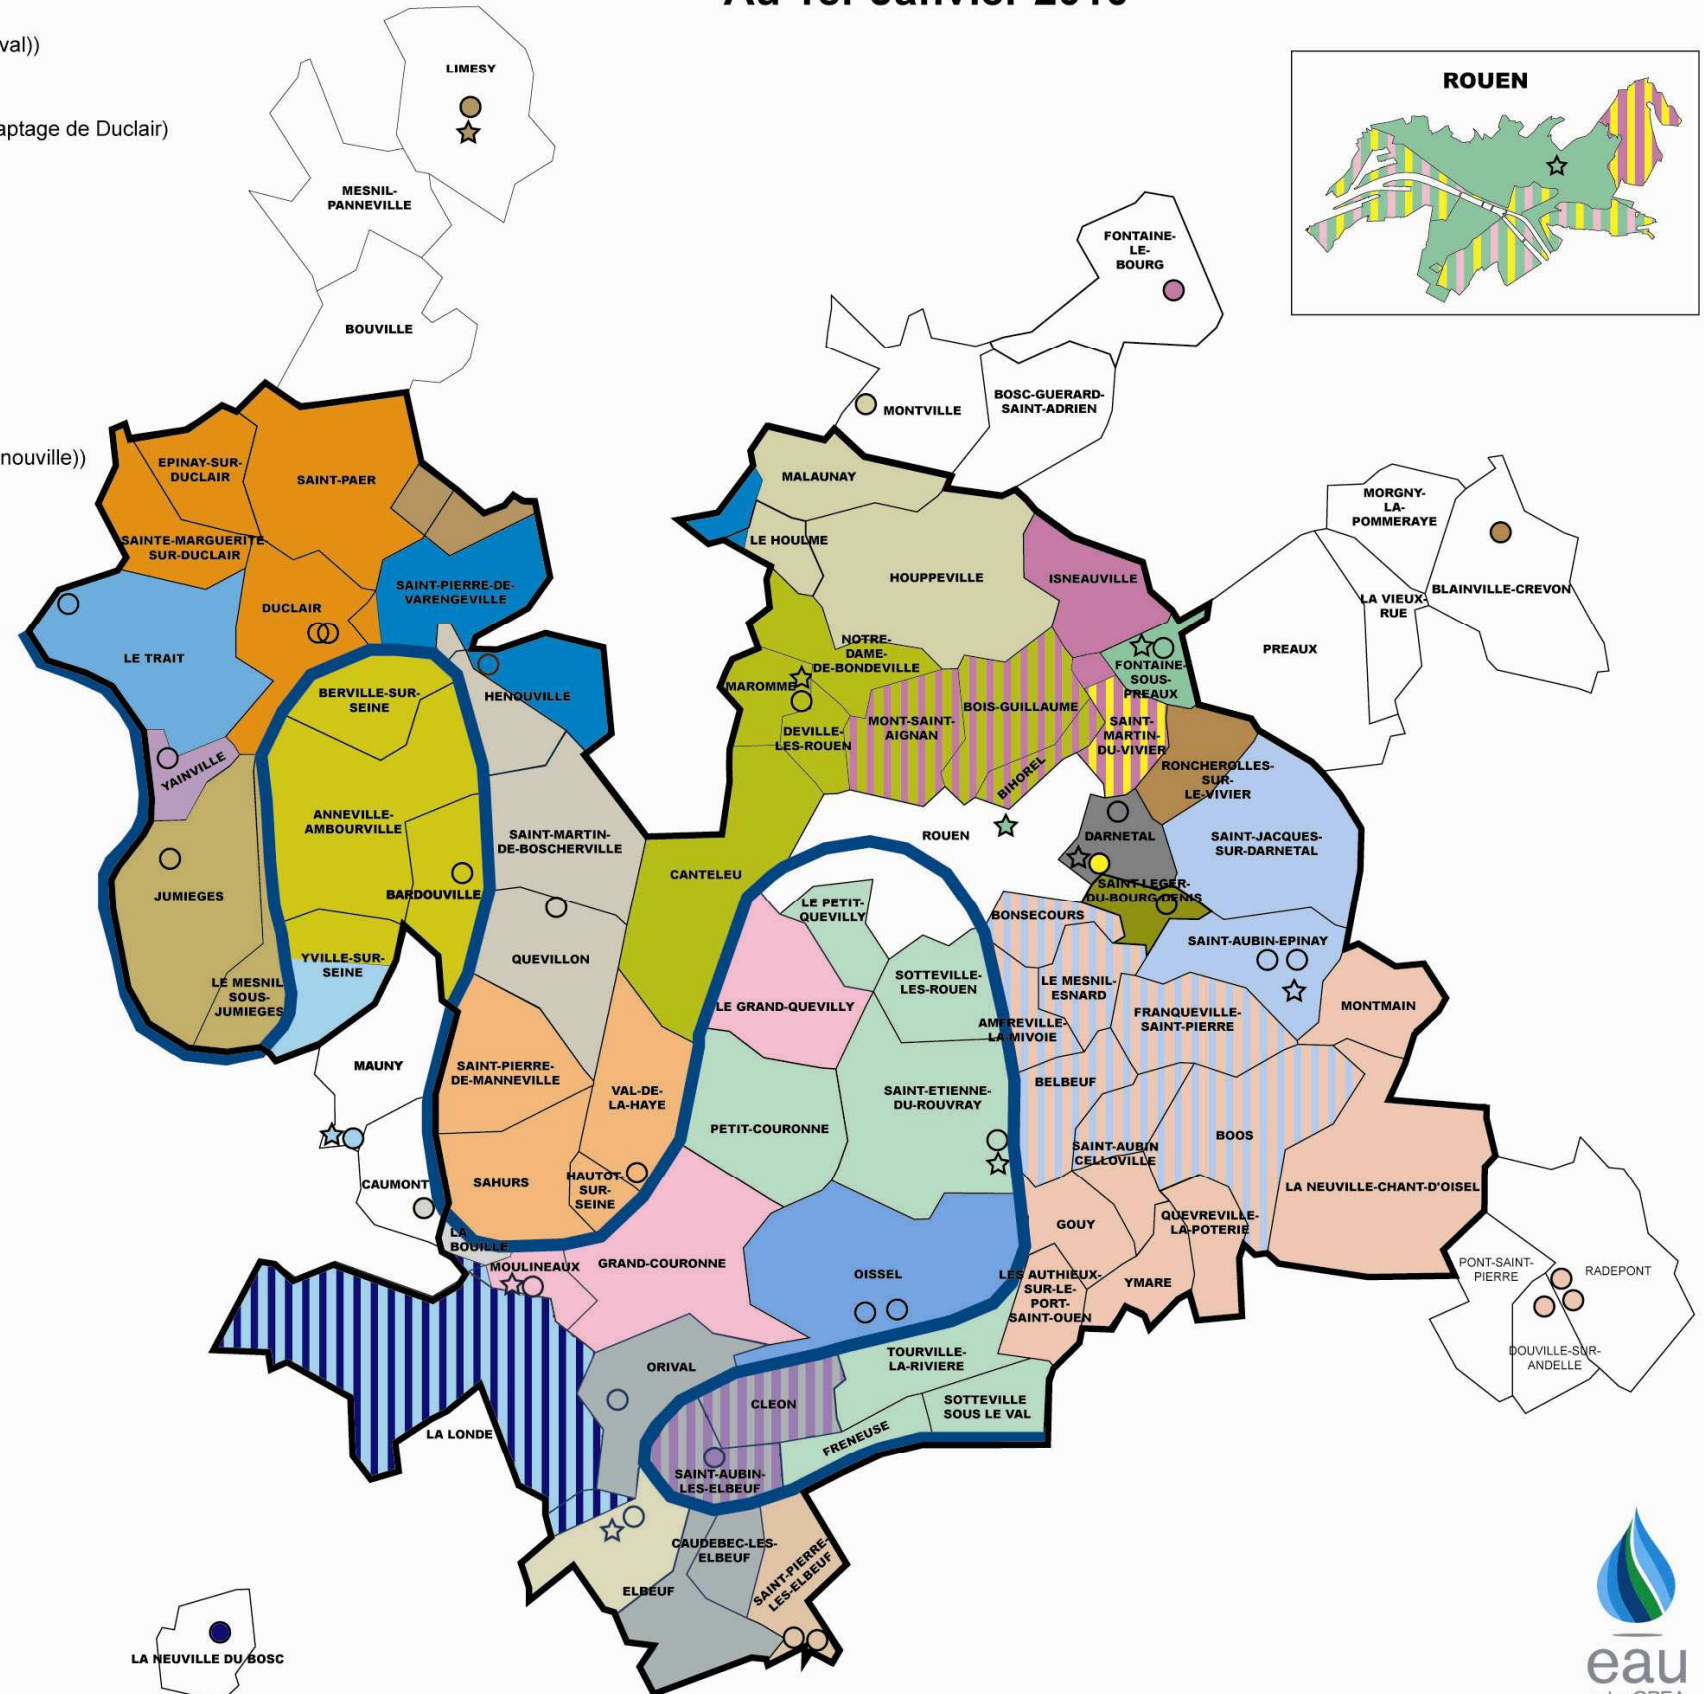 val))
aptage de Duclair)
nouville))
LIMESY
MESNIL-
PANNEVILLE
BOUVILLE
ROUEN
FONTAINE-
LE-
BOURG
MONTVILLE
BOSC-GUERARD-
SAINT-ADRIEN
MORGNY-
LA-
POMMERAYE
BLAINVILLE-CREVON
LA VIEUX-
RUE
PREAUX
EPINAY-SUR-
DUCLAIR
SAINT-PAER
SAINTE-MARGUERITE-
SUR-DUCLAIR
SAINT-PIERRE-DE-
VARENGEVILLE
DUCLAIR
LE TRAIT
HENOUVILLE
BERVILLE-SUR-
SEINE
YAINVILLE
ANNEVILLE-
AMBOURVILLE
BARDOUVILLE
JUMIEGES
YVILLE-SUR-
SEINE
LE MESNIL
SOUS-
JUMIEGES
SAINT-MARTIN-
DE-BOSCHERVILLE
QUEVILLON
MALAUNAY
LE HOULME
HOUPPEVILLE
ISNEAUVILLE
NOTRE-
DAME-
DE-BONDEVILLE
MAROMME
DEVILLE-
LES-ROUEN
MONT-SAINT-
AIGNAN
BOIS-GUILLAUME
BIHOREL
FONTAINE-
SOUS-
PREAUX
SAINT-
MARTIN-
DU-VIVIER
RONCHEROLLES-
SUR-
LE-VIVIER
DARNETAL
SAINT-JACQUES-
SUR-DARNETAL
SAINT LEGER-
DU-BOURG-DENIS
ROUEN
CANTELEU
LE PETIT-
QUEVILLY
BONSECOURS
SAINT-AUBIN-EPINAY
LE GRAND-QUEVILLY
SOTTEVILLE-
LES-ROUEN
LE MESNIL-
ESNARD
AMFREVILLE-
LA-MIVOIE
FRANQUEVILLE-
SAINT-PIERRE
MONTMAIN
MAUNY
SAINT-PIERRE-
DE-MANNEVILLE
VAL-DE-
LA-HAYE
SAINT-ETIENNE-
DU-ROUVRAY
BELBEUF
PETIT-COURONNE
BOOS
SAINT-AUBIN
CELLOVILLE
CAUMONT
SAHURS
HAUTOT-
SUR-
SEINE
LA NEUVILLE-CHANT-D'OISEL
LA
BOUILLE
MOULINEAUX
GRAND-COURONNE
OISSEL
GOUY
QUEVREVILLE-
LA-POTERIE
LES AUTHIEUX-
SUR-LE-
PORT-
SAINT-OUEN
YMARE
PONT-SAINT-
PIERRE
RADEPONT
DOUVILLE-SUR-
ANDELLE
ORIVAL
TOURVILLE-
LA-RIVIERE
CLEON
SOTTEVILLE
SOUS LE VAL
FRENEUSE
LA LONDE
SAINT-AUBIN-
LES-ELBEUF
CAUDEBEC-LES-
ELBEUF
ELBEUF
SAINT-PIERRE-
LES-ELBEUF
LA NEUVILLE DU BOSC
eau